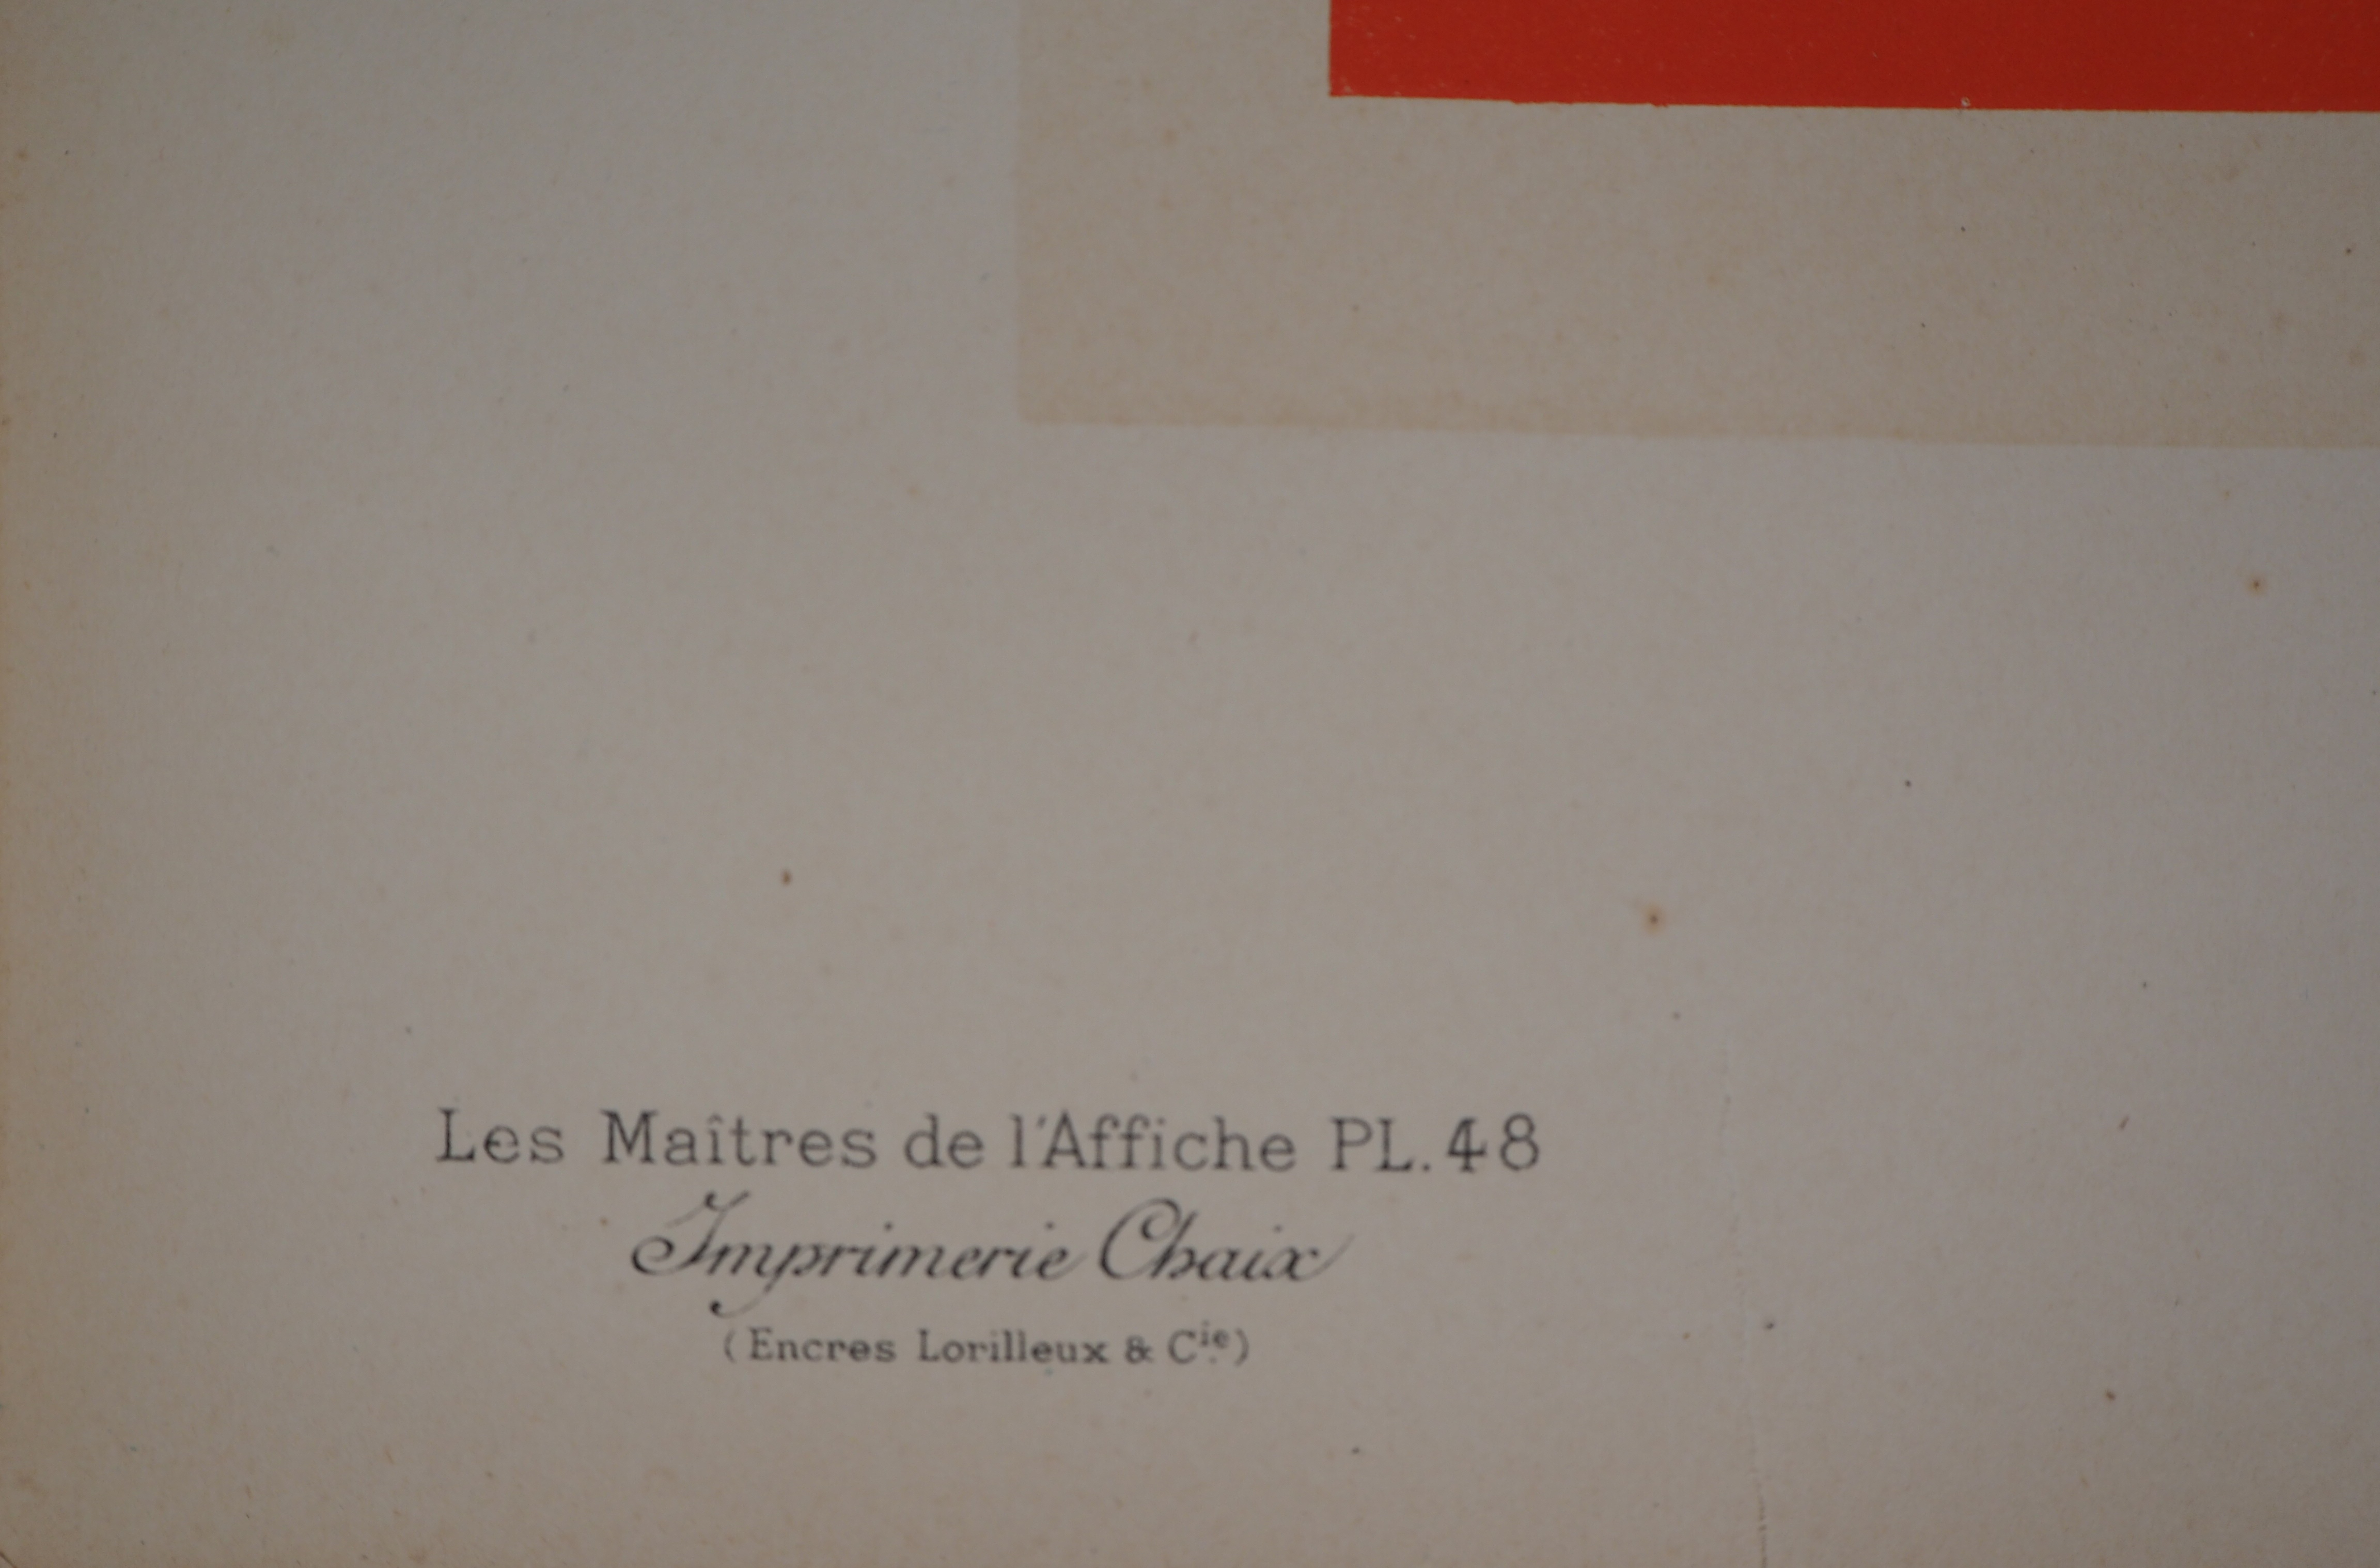 Les Maîtres de l'Affiche PL.48
Imprimerie Chaix
(Encres Lorilleux & Cie)